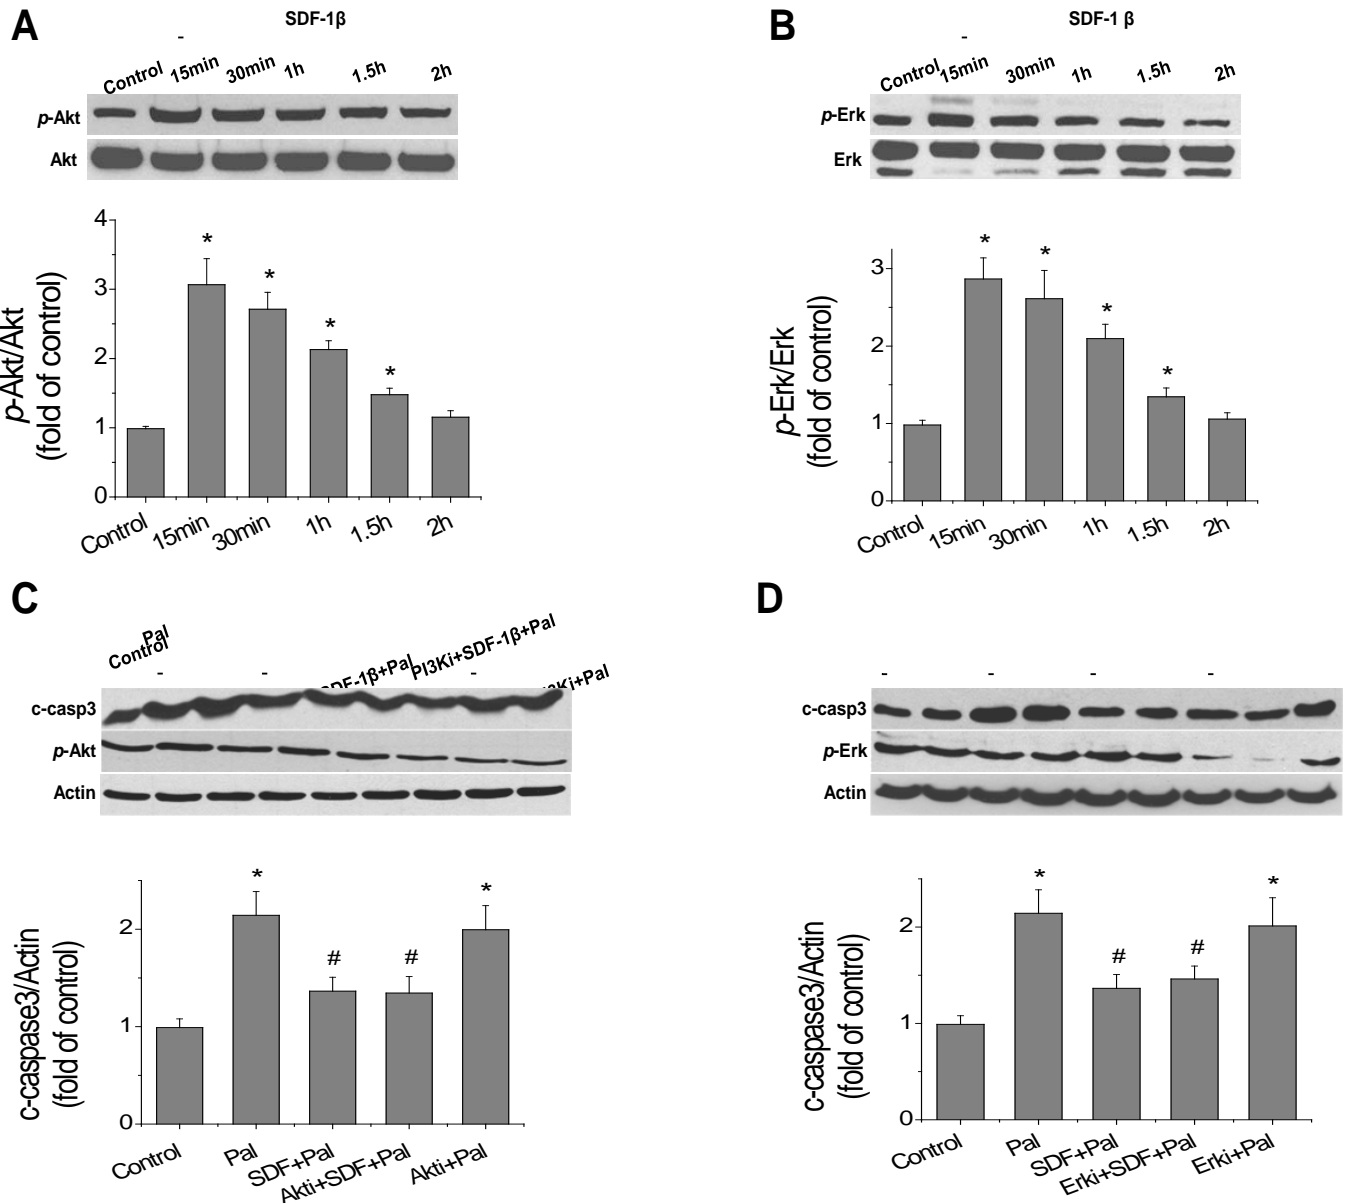 A
SDF-1β
-
Control 15min 30min 1h 1.5h 2h
p-Akt
Akt
4
3
2
1
0
p-Akt/Akt
(fold of control)
*
*
*
*
Control 15min 30min 1h 1.5h 2h
B
SDF-1 β
-
Control 15min 30min 1h 1.5h 2h
p-Erk
Erk
3
2
1
0
p-Erk/Erk
(fold of control)
*
*
*
*
Control 15min 30min 1h 1.5h 2h
C
Control
Pal
SDF-1β+Pal
PI3Ki+SDF-1β+Pal
- - -
c-casp3
p-Akt
Actin
2
1
0
c-caspase3/Actin
(fold of control)
*
#
#
*
Control Pal SDF+Pal Akti+SDF+Pal Akti+Pal
D
- - - -
c-casp3
p-Erk
Actin
2
1
0
c-caspase3/Actin
(fold of control)
*
#
#
*
Control Pal SDF+Pal Erki+SDF+Pal Erki+Pal